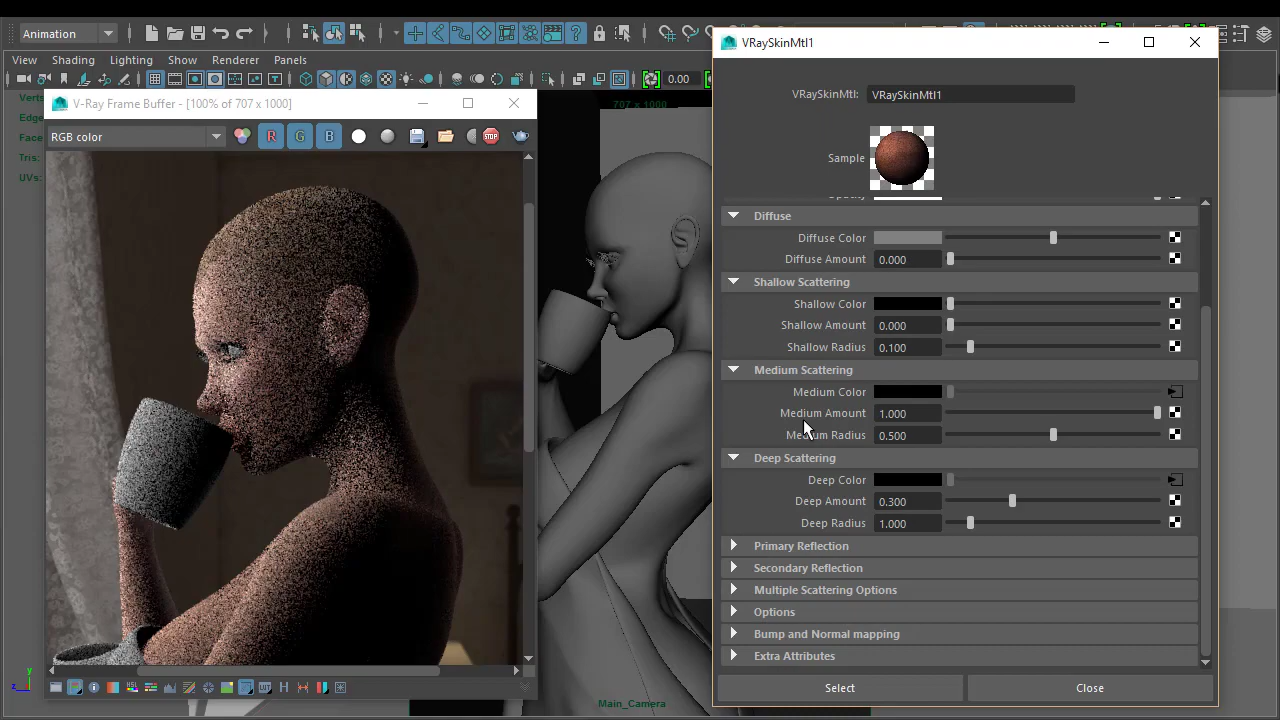 Animation
View Shading Lighting Show Renderer Panels
0.00
Verts
Edge
Face
Tris:
UVs:
V-Ray Frame Buffer - [100% of 707 x 1000]
707 x 1000
RGB color
R G B
STOP
HSL
H
Main_Camera
y
z
VRaySkinMtl1
VRaySkinMtl: VRaySkinMtl1
Sample
Diffuse
Diffuse Color
Diffuse Amount 0.000
Shallow Scattering
Shallow Color
Shallow Amount 0.000
Shallow Radius 0.100
Medium Scattering
Medium Color
Medium Amount 1.000
Medium Radius 0.500
Deep Scattering
Deep Color
Deep Amount 0.300
Deep Radius 1.000
Primary Reflection
Secondary Reflection
Multiple Scattering Options
Options
Bump and Normal mapping
Extra Attributes
Select Close